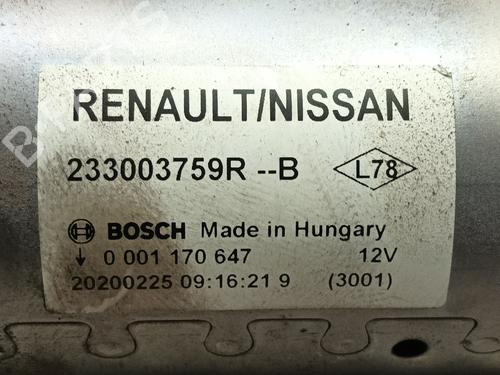 RENAULT/NISSAN
233003759R --B L78
BOSCH Made in Hungary
↓ 0 001 170 647 12V
20200225 09:16:21 9 (3001)